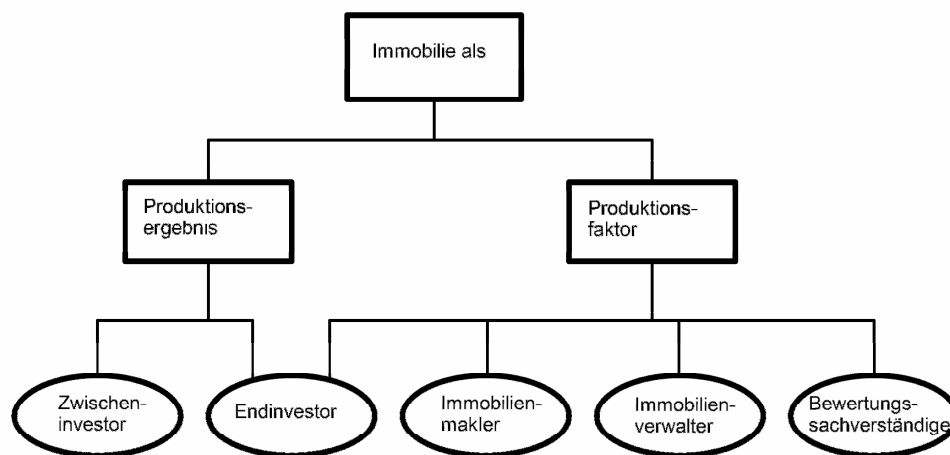 Immobilie als
Produktions-
ergebnis
Produktions-
faktor
Zwischen-
investor
Endinvestor
Immobilien-
makler
Immobilien-
verwalter
Bewertungs-
sachverständige